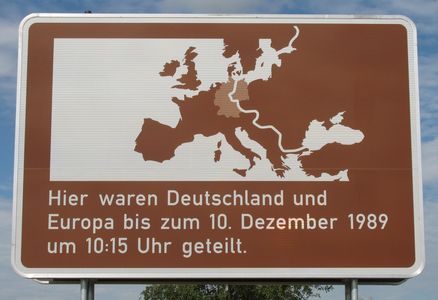 Hier waren Deutschland und
Europa bis zum 10. Dezember 1989
um 10:15 Uhr geteilt.